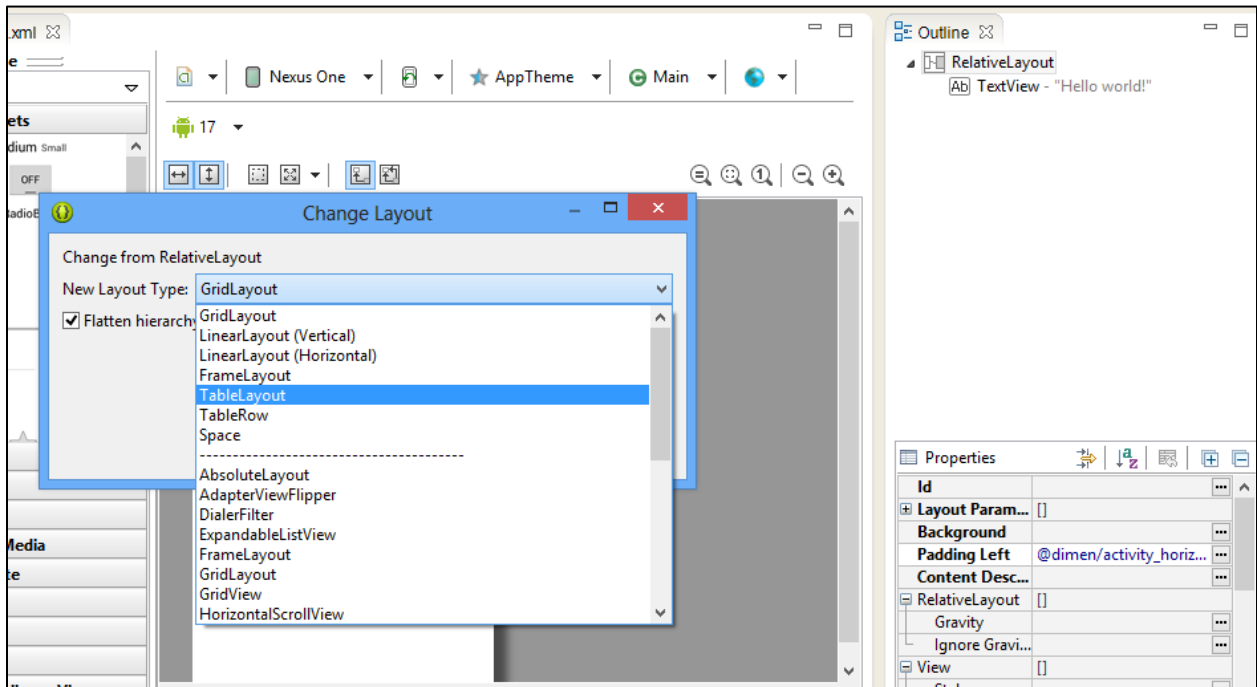 .xml
Outline
RelativeLayout
Ab TextView - "Hello world!"
Nexus One
AppTheme
Main
17
ets
dium Small
OFF
Change Layout
Change from RelativeLayout
New Layout Type: GridLayout
Flatten hierarchy
GridLayout
LinearLayout (Vertical)
LinearLayout (Horizontal)
FrameLayout
TableLayout
TableRow
Space
----------------------------------------
AbsoluteLayout
AdapterViewFlipper
DialerFilter
ExpandableListView
FrameLayout
GridLayout
GridView
HorizontalScrollView
Media
te
Properties
Id
Layout Param... []
Background
Padding Left @dimen/activity_horiz...
Content Desc...
RelativeLayout []
Gravity
Ignore Gravi...
View []